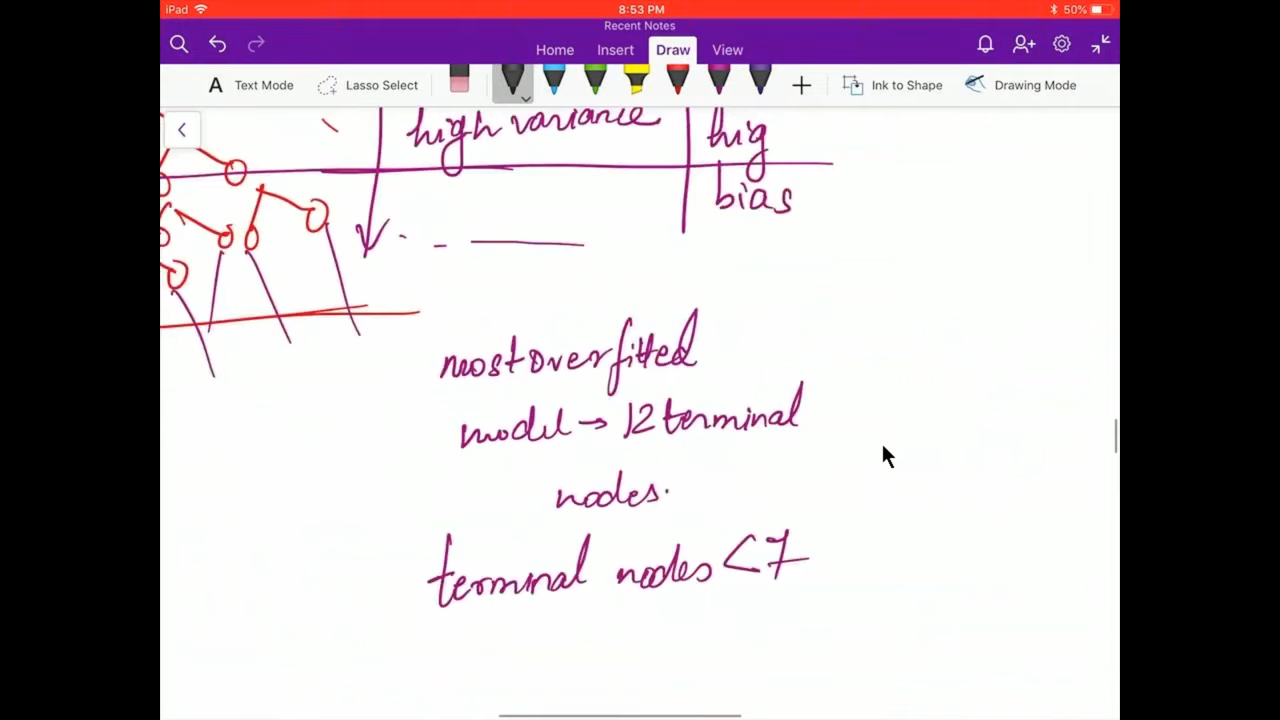 iPad 8:53 PM 50%
Recent Notes
Home Insert Draw View
A Text Mode Lasso Select Ink to Shape Drawing Mode
high variance hig
bias
most overfitted
model → 12 terminal
nodes.
terminal nodes < 7